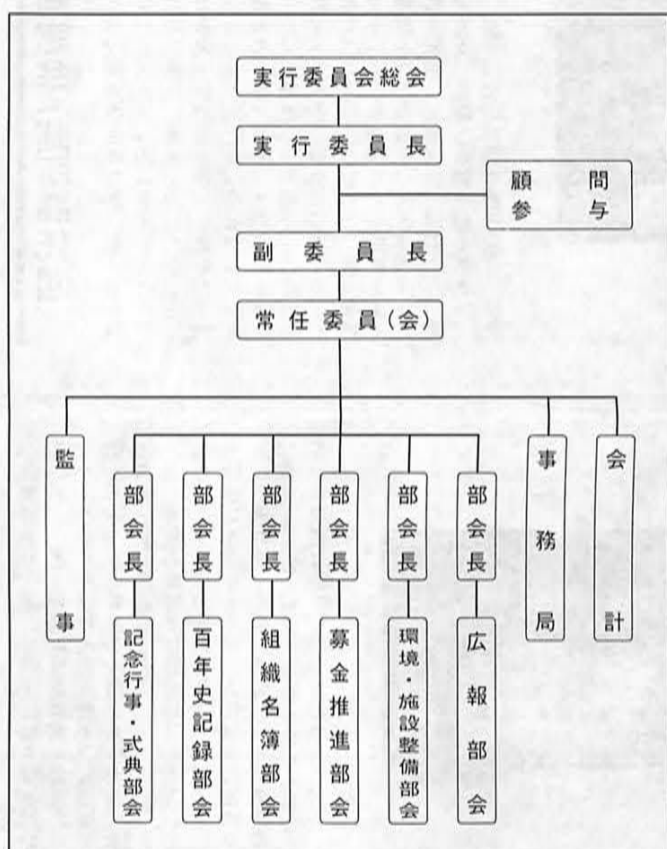 実行委員会総会
実行委員長
顧問
参与
副委員長
常任委員(会)
監事
部会長
部会長
部会長
部会長
部会長
部会長
事務局
会計
記念行事・式典部会
百年史記録部会
組織名簿部会
募金推進部会
環境・施設整備部会
広報部会